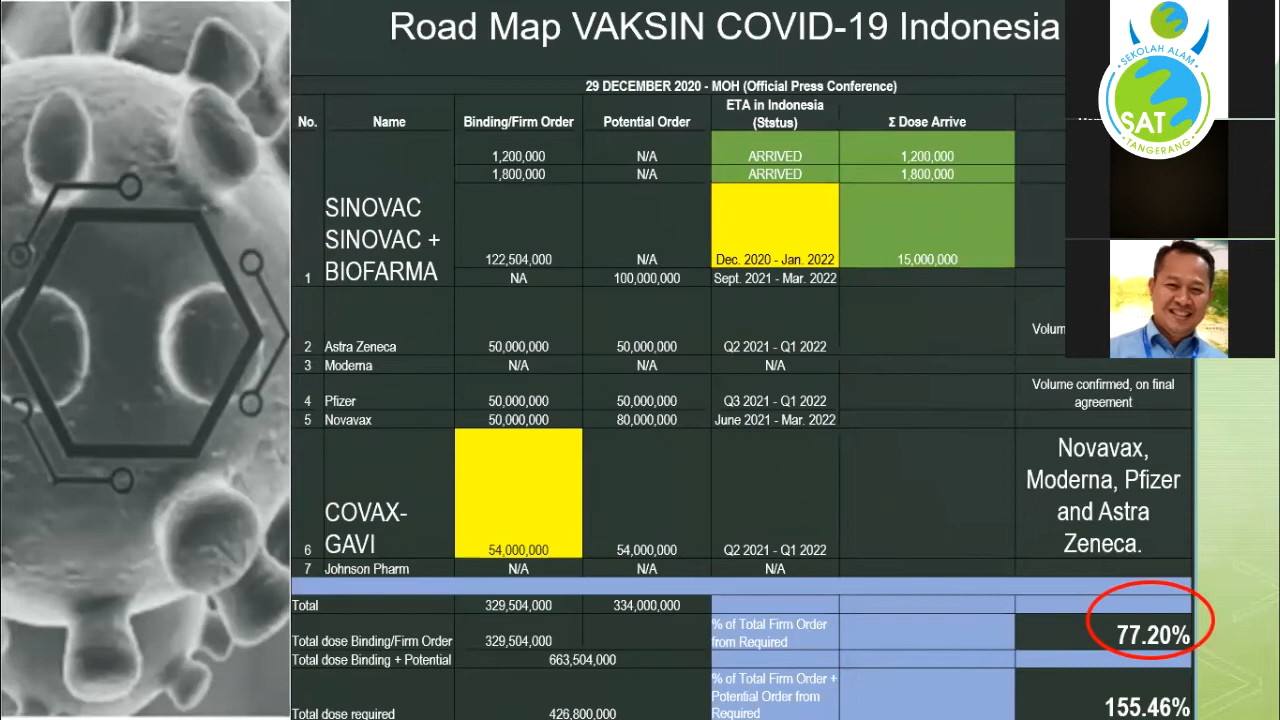 Road Map VAKSIN COVID-19 Indonesia
SEKOLAH ALAM
SAT
TANGERANG
29 DECEMBER 2020 - MOH (Official Press Conference)
No. Name Binding/Firm Order Potential Order ETA in Indonesia (Ststus) Σ Dose Arrive
1,200,000 N/A ARRIVED 1,200,000
1,800,000 N/A ARRIVED 1,800,000
SINOVAC
SINOVAC +
BIOFARMA
122,504,000 N/A Dec. 2020 - Jan. 2022 15,000,000
1 NA 100,000,000 Sept. 2021 - Mar. 2022
2 Astra Zeneca 50,000,000 50,000,000 Q2 2021 - Q1 2022
3 Moderna N/A N/A N/A
4 Pfizer 50,000,000 50,000,000 Q3 2021 - Q1 2022 Volume confirmed, on final agreement
5 Novavax 50,000,000 80,000,000 June 2021 - Mar. 2022
COVAX-
GAVI
6 54,000,000 54,000,000 Q2 2021 - Q1 2022
Novavax,
Moderna, Pfizer
and Astra
Zeneca.
7 Johnson Pharm N/A N/A N/A
Total 329,504,000 334,000,000
Total dose Binding/Firm Order 329,504,000 % of Total Firm Order from Required 77.20%
Total dose Binding + Potential 663,504,000
Total dose required 426,800,000 % of Total Firm Order + Potential Order from Required 155.46%